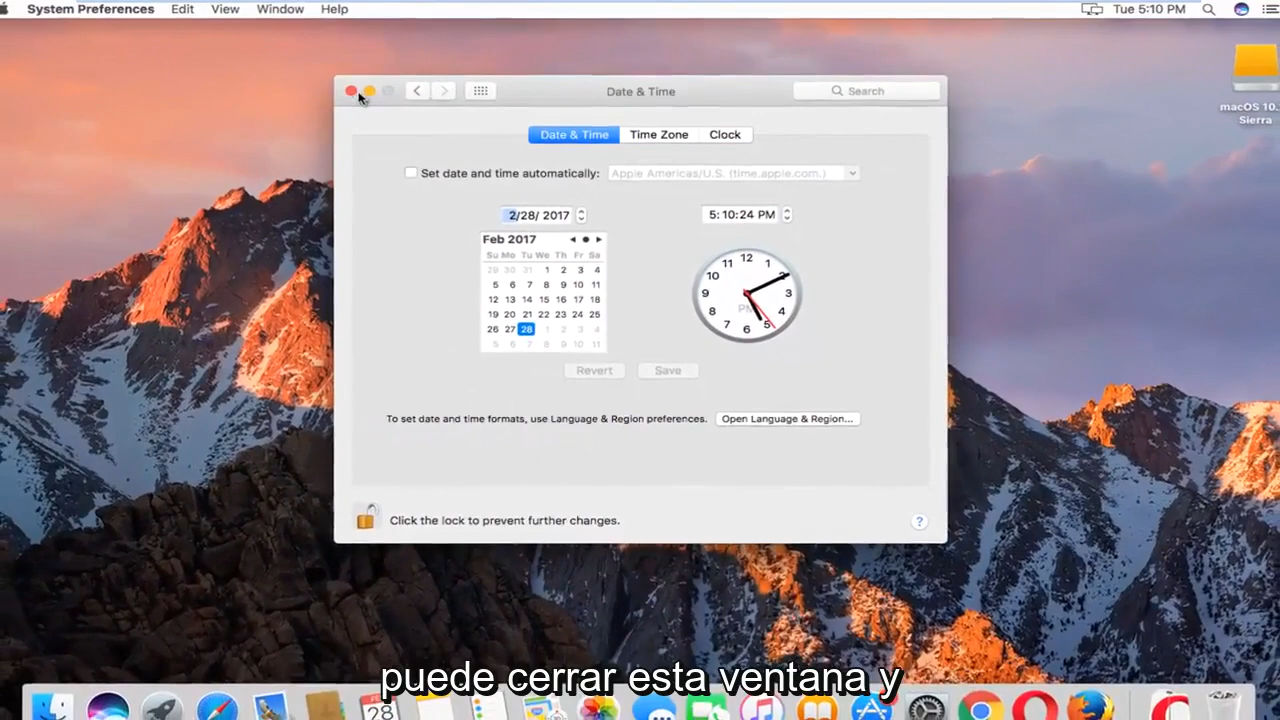 System Preferences Edit View Window Help Tue 5:10 PM
macOS 10.
Sierra
Date & Time Search
Date & Time Time Zone Clock
Set date and time automatically: Apple Americas/U.S. (time.apple.com.)
2/28/ 2017 5: 10:24 PM
Feb 2017
Su Mo Tu We Th Fr Sa
29 30 31 1 2 3 4
5 6 7 8 9 10 11
12 13 14 15 16 17 18
19 20 21 22 23 24 25
26 27 28 1 2 3 4
5 6 7 8 9 10 11
12 1 2 3 4 5 6 7 8 9 10 11
PM
Revert Save
To set date and time formats, use Language & Region preferences. Open Language & Region...
Click the lock to prevent further changes. ?
puede cerrar esta ventana y
28